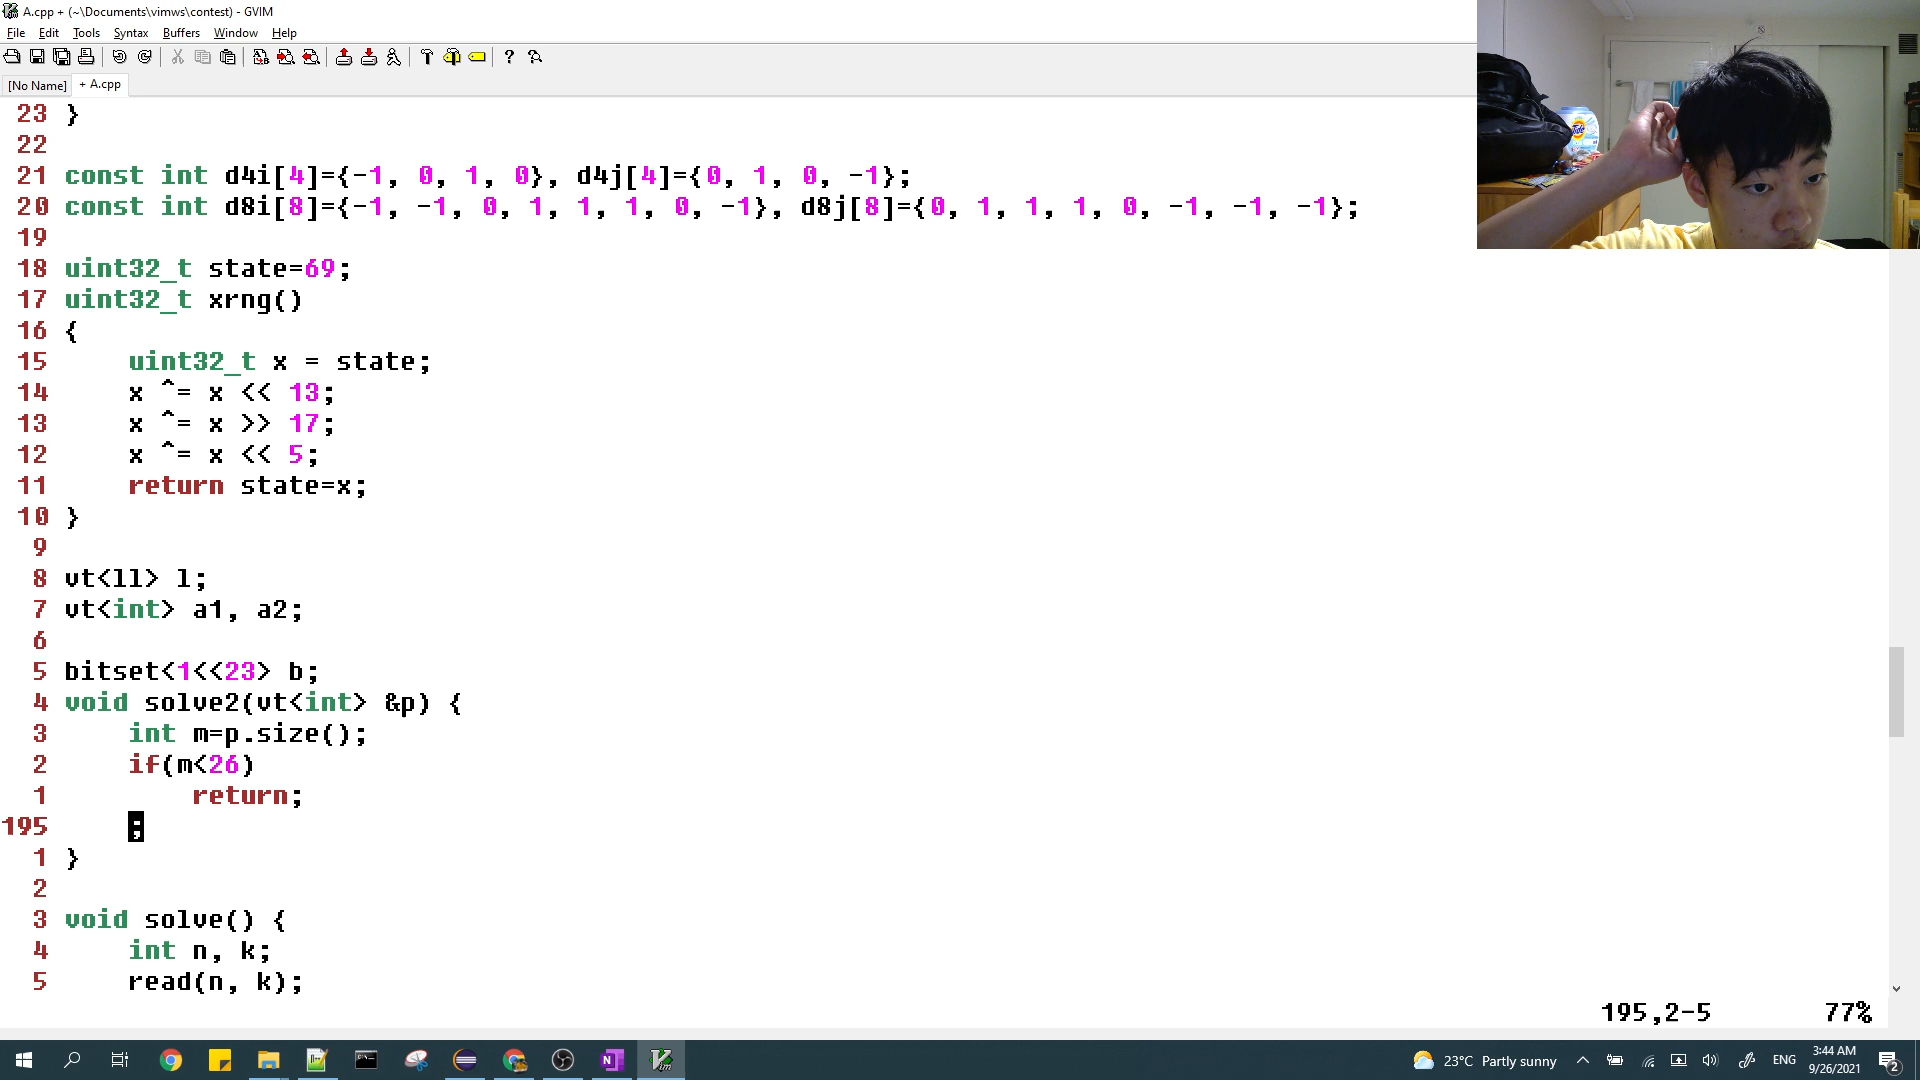 A.cpp + (~\Documents\vimws\contest) - GVIM
File Edit Tools Syntax Buffers Window Help
[No Name] + A.cpp
23 }
22
21 const int d4i[4]={-1, 0, 1, 0}, d4j[4]={0, 1, 0, -1};
20 const int d8i[8]={-1, -1, 0, 1, 1, 1, 0, -1}, d8j[8]={0, 1, 1, 1, 0, -1, -1, -1};
19
18 uint32_t state=69;
17 uint32_t xrng()
16 {
15 uint32_t x = state;
14 x ^= x << 13;
13 x ^= x >> 17;
12 x ^= x << 5;
11 return state=x;
10 }
9
8 vt<ll> l;
7 vt<int> a1, a2;
6
5 bitset<1<<23> b;
4 void solve2(vt<int> &p) {
3 int m=p.size();
2 if(m<26)
1 return;
195 ;
1 }
2
3 void solve() {
4 int n, k;
5 read(n, k);
195,2-5 77%
Tide
23°C Partly sunny
ENG
3:44 AM
9/26/2021
2